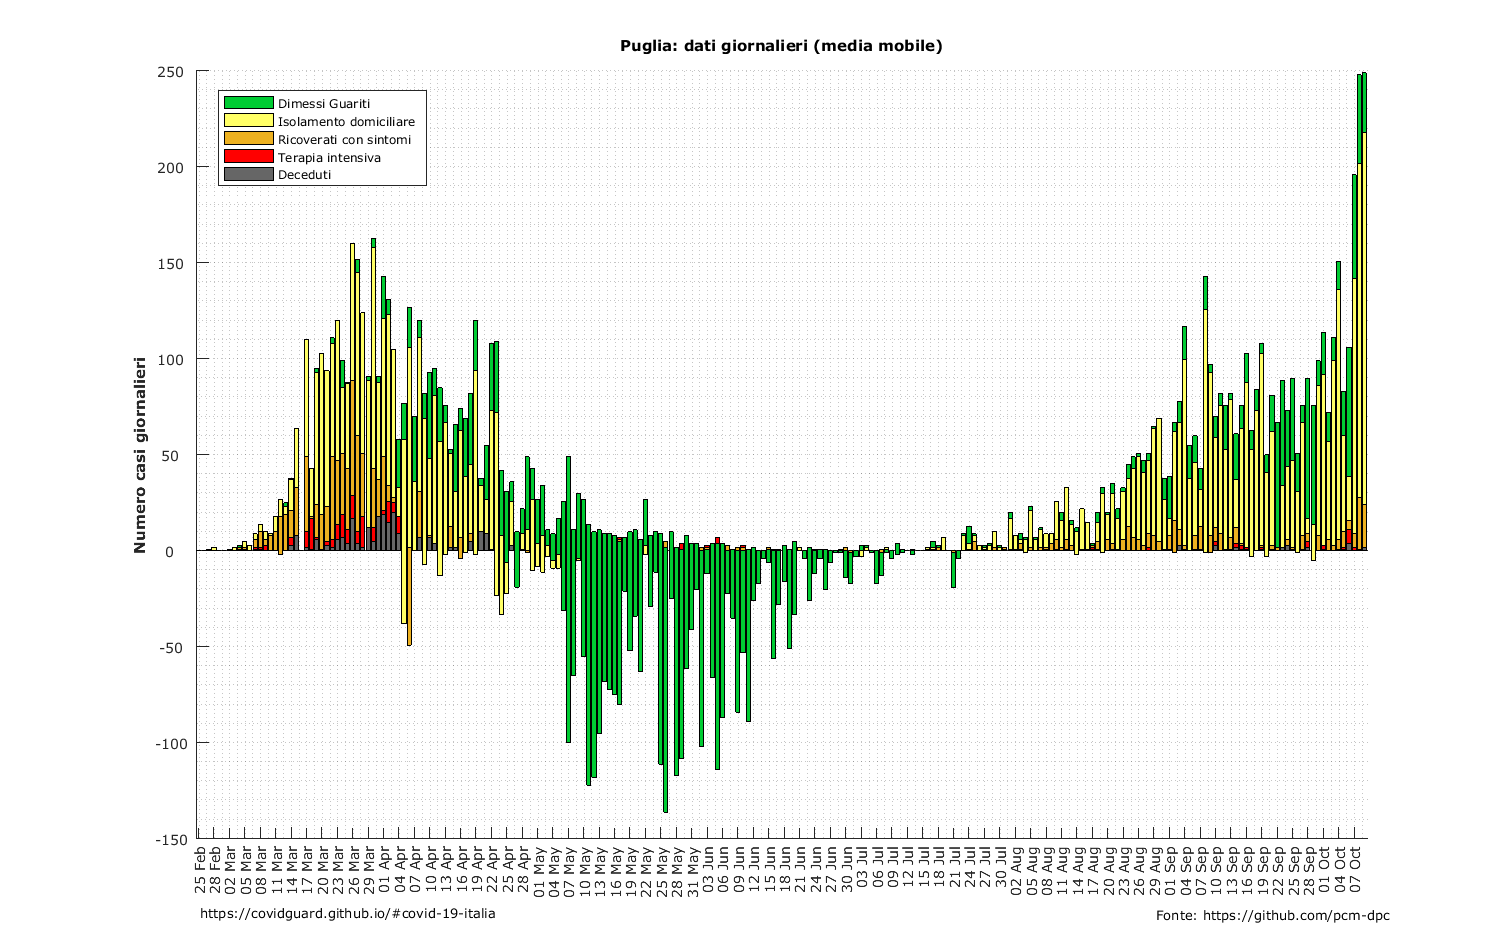 Puglia: dati giornalieri (media mobile)
250
200
150
100
50
0
-50
-100
-150
Numero casi giornalieri
Dimessi Guariti
Isolamento domiciliare
Ricoverati con sintomi
Terapia intensiva
Deceduti
25 Feb
28 Feb
02 Mar
05 Mar
08 Mar
11 Mar
14 Mar
17 Mar
20 Mar
23 Mar
26 Mar
29 Mar
01 Apr
04 Apr
07 Apr
10 Apr
13 Apr
16 Apr
19 Apr
22 Apr
25 Apr
28 Apr
01 May
04 May
07 May
10 May
13 May
16 May
19 May
22 May
25 May
28 May
31 May
03 Jun
06 Jun
09 Jun
12 Jun
15 Jun
18 Jun
21 Jun
24 Jun
27 Jun
30 Jun
03 Jul
06 Jul
09 Jul
12 Jul
15 Jul
18 Jul
21 Jul
24 Jul
27 Jul
30 Jul
02 Aug
05 Aug
08 Aug
11 Aug
14 Aug
17 Aug
20 Aug
23 Aug
26 Aug
29 Aug
01 Sep
04 Sep
07 Sep
10 Sep
13 Sep
16 Sep
19 Sep
22 Sep
25 Sep
28 Sep
01 Oct
04 Oct
07 Oct
https://covidguard.github.io/#covid-19-italia
Fonte: https://github.com/pcm-dpc